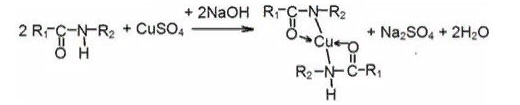 + 2NaOH R₁-C-N-R₂
2 R₁-C-N-R₂ + CuSO₄ O Cu O + Na₂SO₄ + 2H₂O
O H R₂-N-C-R₁
H